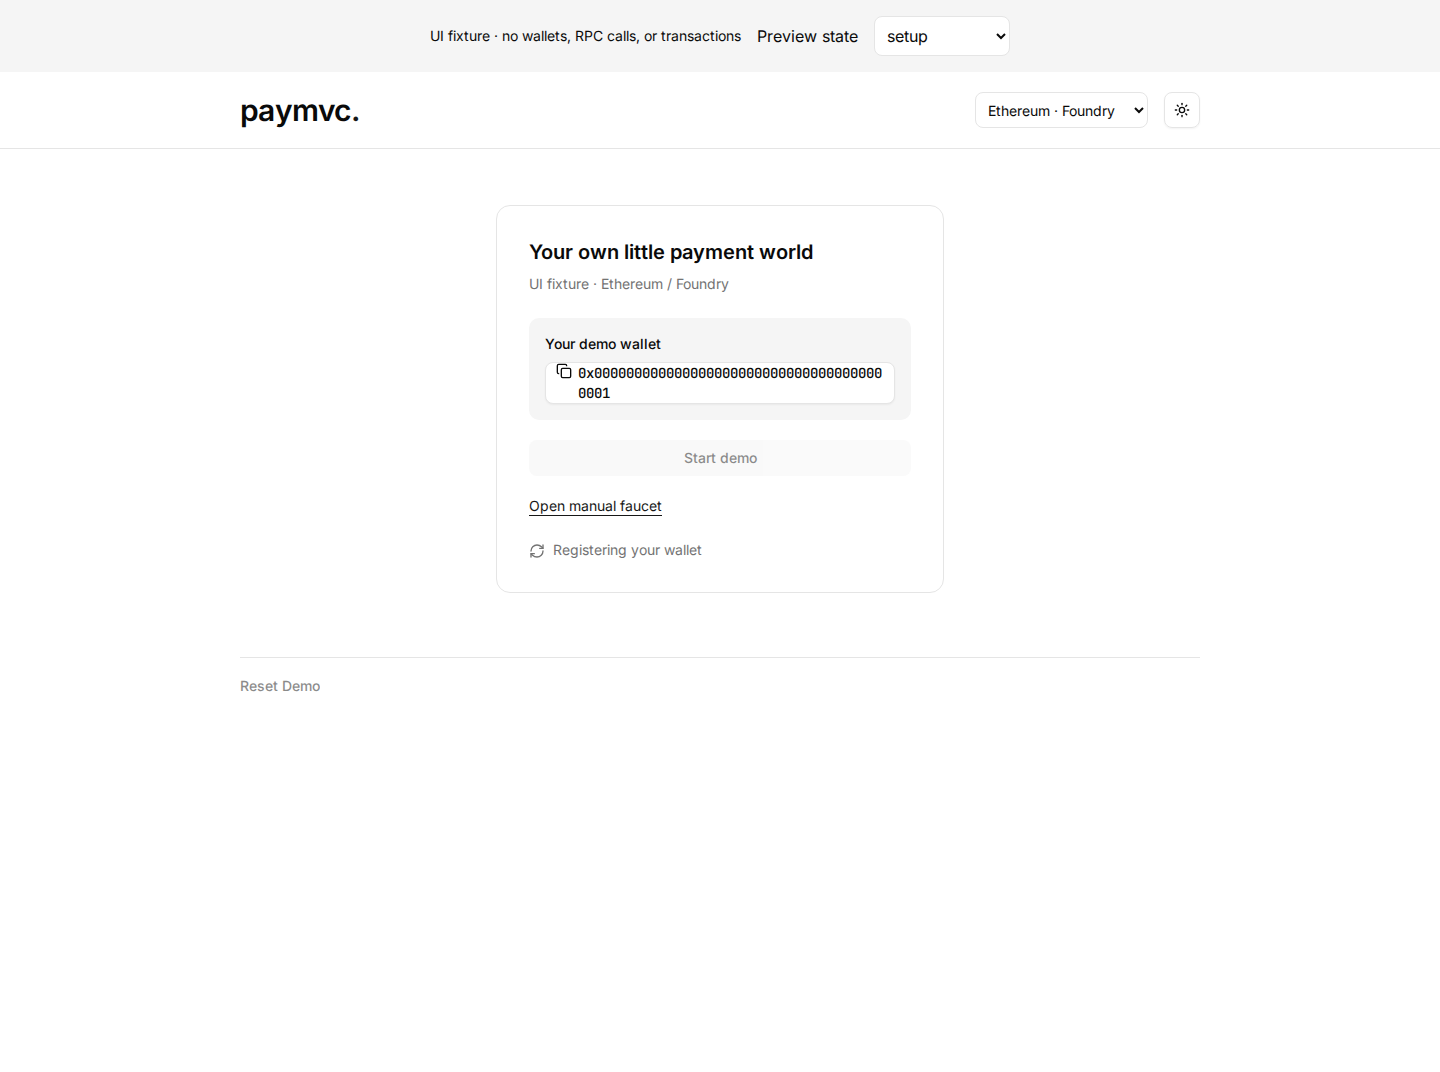 UI fixture · no wallets, RPC calls, or transactions Preview state setup
paymvc.
Ethereum · Foundry
Your own little payment world
UI fixture · Ethereum / Foundry
Your demo wallet
0x000000000000000000000000000000000000
0001
Start demo
Open manual faucet
Registering your wallet
Reset Demo